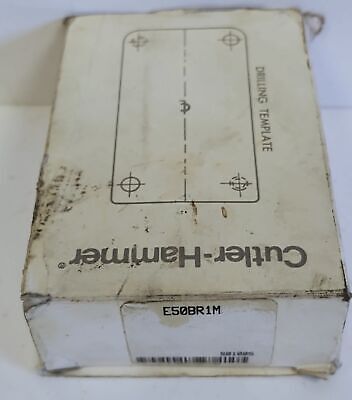 DRILLING TEMPLATE
Cutler-Hammer®
E50BR1M